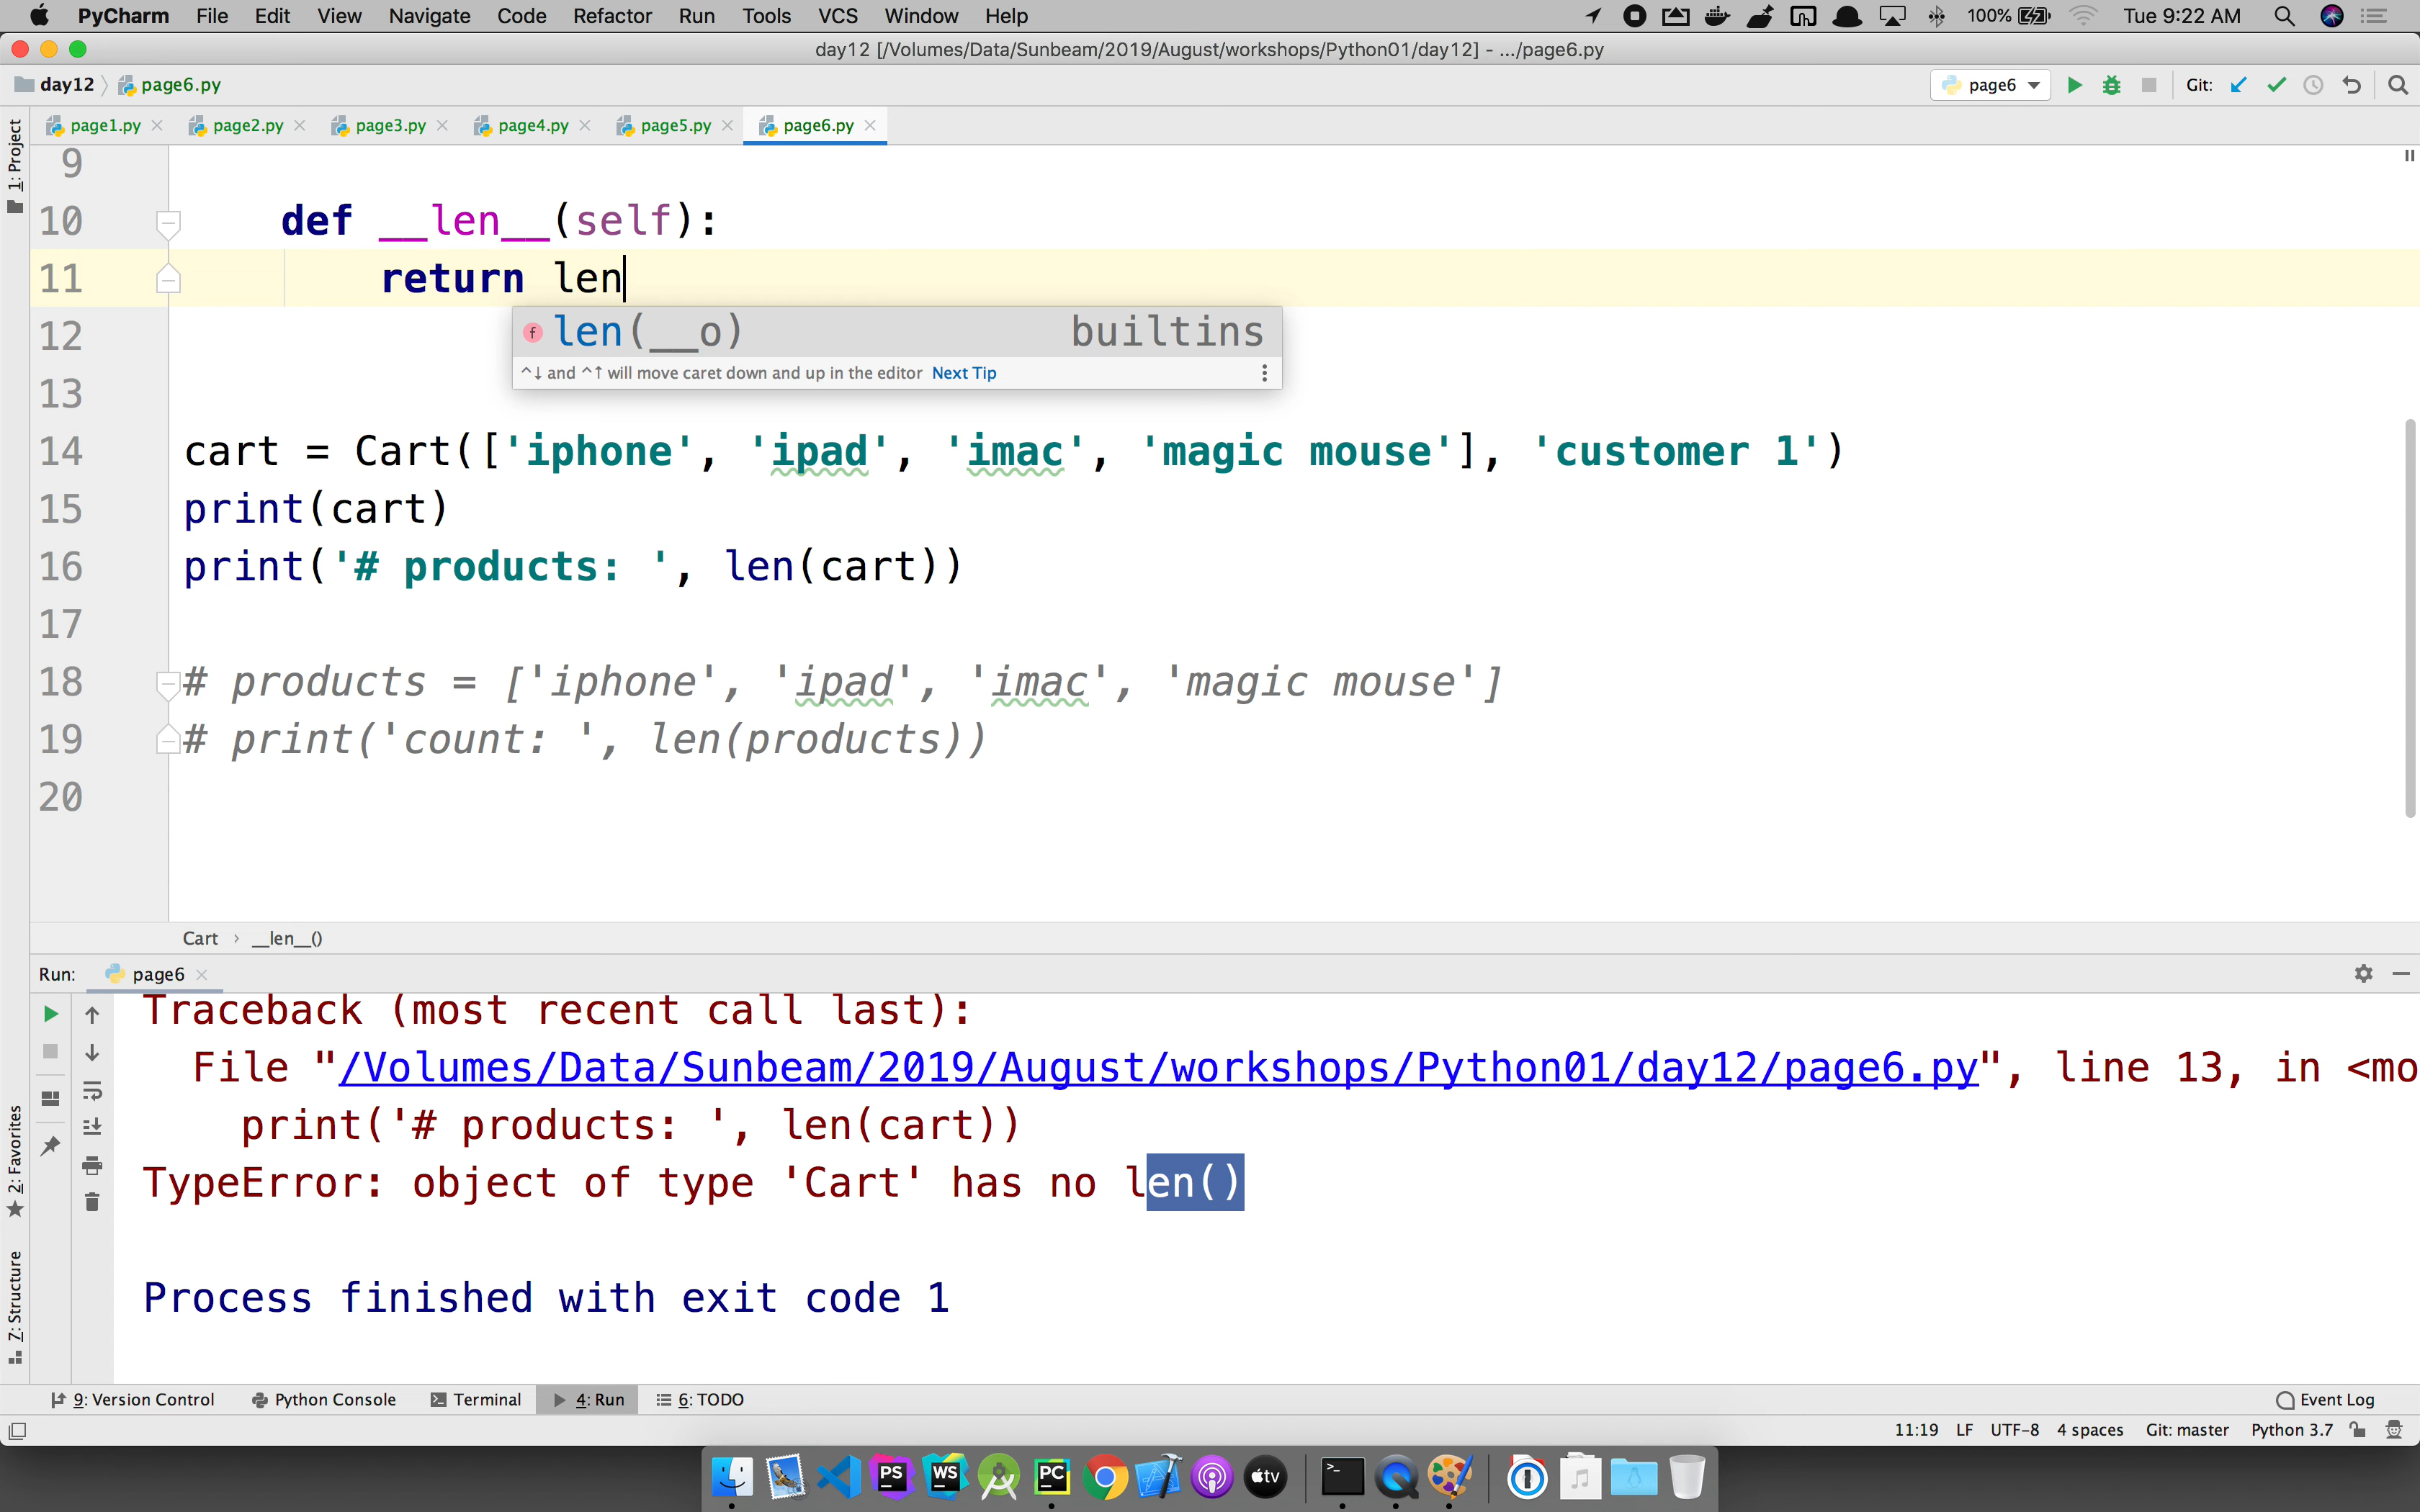 PyCharm File Edit View Navigate Code Refactor Run Tools VCS Window Help 100% Tue 9:22 AM
day12 [/Volumes/Data/Sunbeam/2019/August/workshops/Python01/day12] - .../page6.py
day12 page6.py page6 Git:
page1.py page2.py page3.py page4.py page5.py page6.py
1: Project
9
10 def __len__(self):
11 return len
len(__o) builtins
^↓ and ^↑ will move caret down and up in the editor Next Tip
12
13
14 cart = Cart(['iphone', 'ipad', 'imac', 'magic mouse'], 'customer 1')
15 print(cart)
16 print('# products: ', len(cart))
17
18 # products = ['iphone', 'ipad', 'imac', 'magic mouse']
19 # print('count: ', len(products))
20
Cart › __len__()
Run: page6
Traceback (most recent call last):
File "/Volumes/Data/Sunbeam/2019/August/workshops/Python01/day12/page6.py", line 13, in <mo
print('# products: ', len(cart))
TypeError: object of type 'Cart' has no len()
Process finished with exit code 1
2: Favorites
7: Structure
9: Version Control Python Console Terminal 4: Run 6: TODO Event Log
11:19 LF UTF-8 4 spaces Git: master Python 3.7
PS WS PC tv